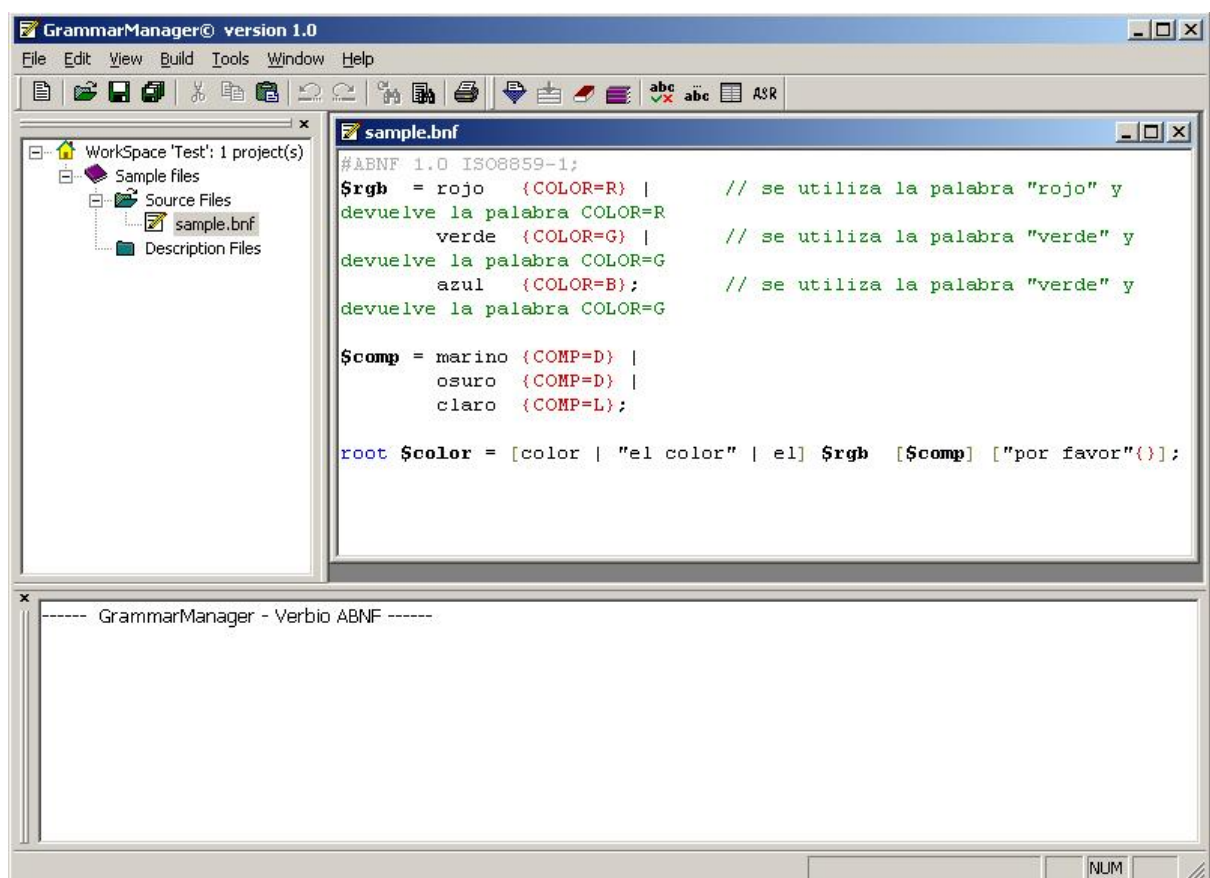 GrammarManager© version 1.0
File Edit View Build Tools Window Help
abc abc ASR
WorkSpace 'Test': 1 project(s)
Sample files
Source Files
sample.bnf
Description Files
sample.bnf
#ABNF 1.0 ISO8859-1;
$rgb = rojo {COLOR=R} | // se utiliza la palabra "rojo" y
devuelve la palabra COLOR=R
verde {COLOR=G} | // se utiliza la palabra "verde" y
devuelve la palabra COLOR=G
azul {COLOR=B}; // se utiliza la palabra "verde" y
devuelve la palabra COLOR=G
$comp = marino {COMP=D} |
osuro {COMP=D} |
claro {COMP=L};
root $color = [color | "el color" | el] $rgb [$comp] ["por favor"{}];
------ GrammarManager - Verbio ABNF ------
NUM